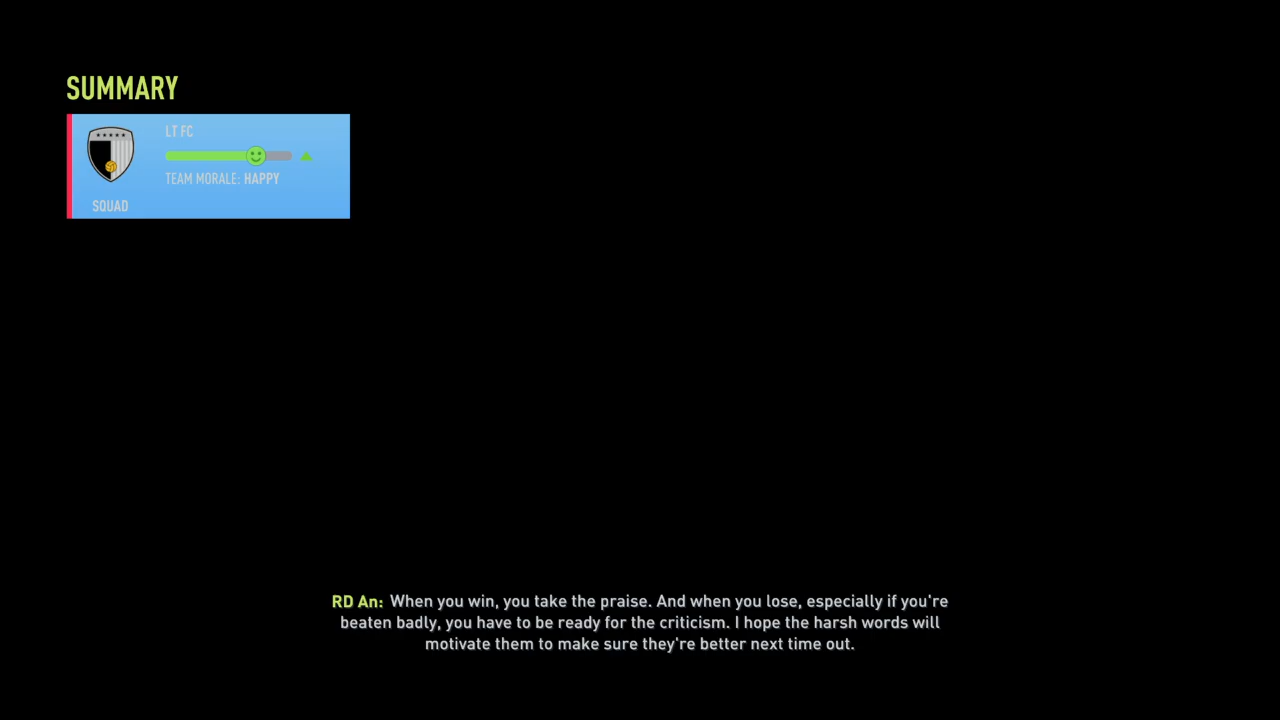 SUMMARY
LT FC
TEAM MORALE: HAPPY
SQUAD
RD An: When you win, you take the praise. And when you lose, especially if you're
beaten badly, you have to be ready for the criticism. I hope the harsh words will
motivate them to make sure they're better next time out.